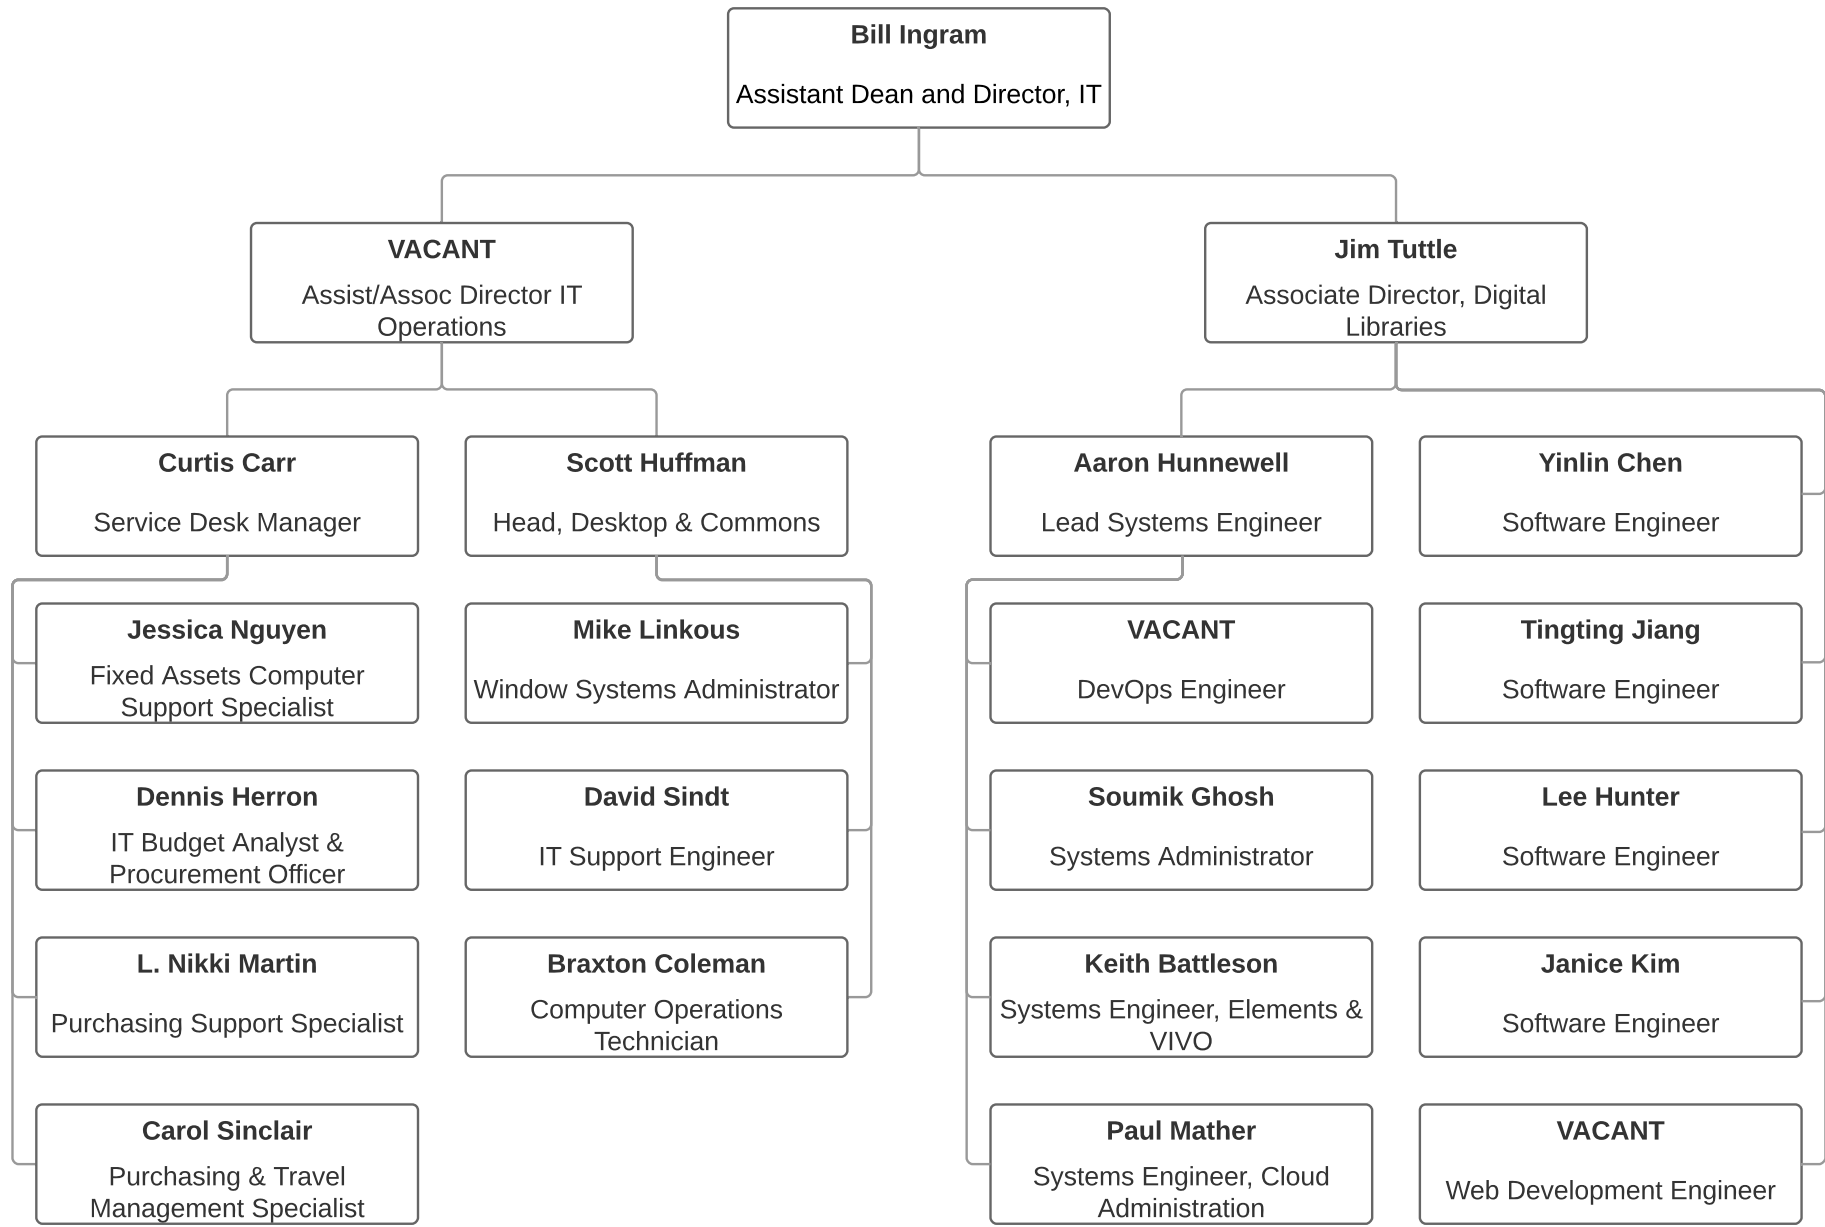 Bill Ingram
Assistant Dean and Director, IT
VACANT
Assist/Assoc Director IT
Operations
Jim Tuttle
Associate Director, Digital
Libraries
Curtis Carr
Service Desk Manager
Scott Huffman
Head, Desktop & Commons
Aaron Hunnewell
Lead Systems Engineer
Yinlin Chen
Software Engineer
Jessica Nguyen
Fixed Assets Computer
Support Specialist
Mike Linkous
Window Systems Administrator
VACANT
DevOps Engineer
Tingting Jiang
Software Engineer
Dennis Herron
IT Budget Analyst &
Procurement Officer
David Sindt
IT Support Engineer
Soumik Ghosh
Systems Administrator
Lee Hunter
Software Engineer
L. Nikki Martin
Purchasing Support Specialist
Braxton Coleman
Computer Operations
Technician
Keith Battleson
Systems Engineer, Elements &
VIVO
Janice Kim
Software Engineer
Carol Sinclair
Purchasing & Travel
Management Specialist
Paul Mather
Systems Engineer, Cloud
Administration
VACANT
Web Development Engineer